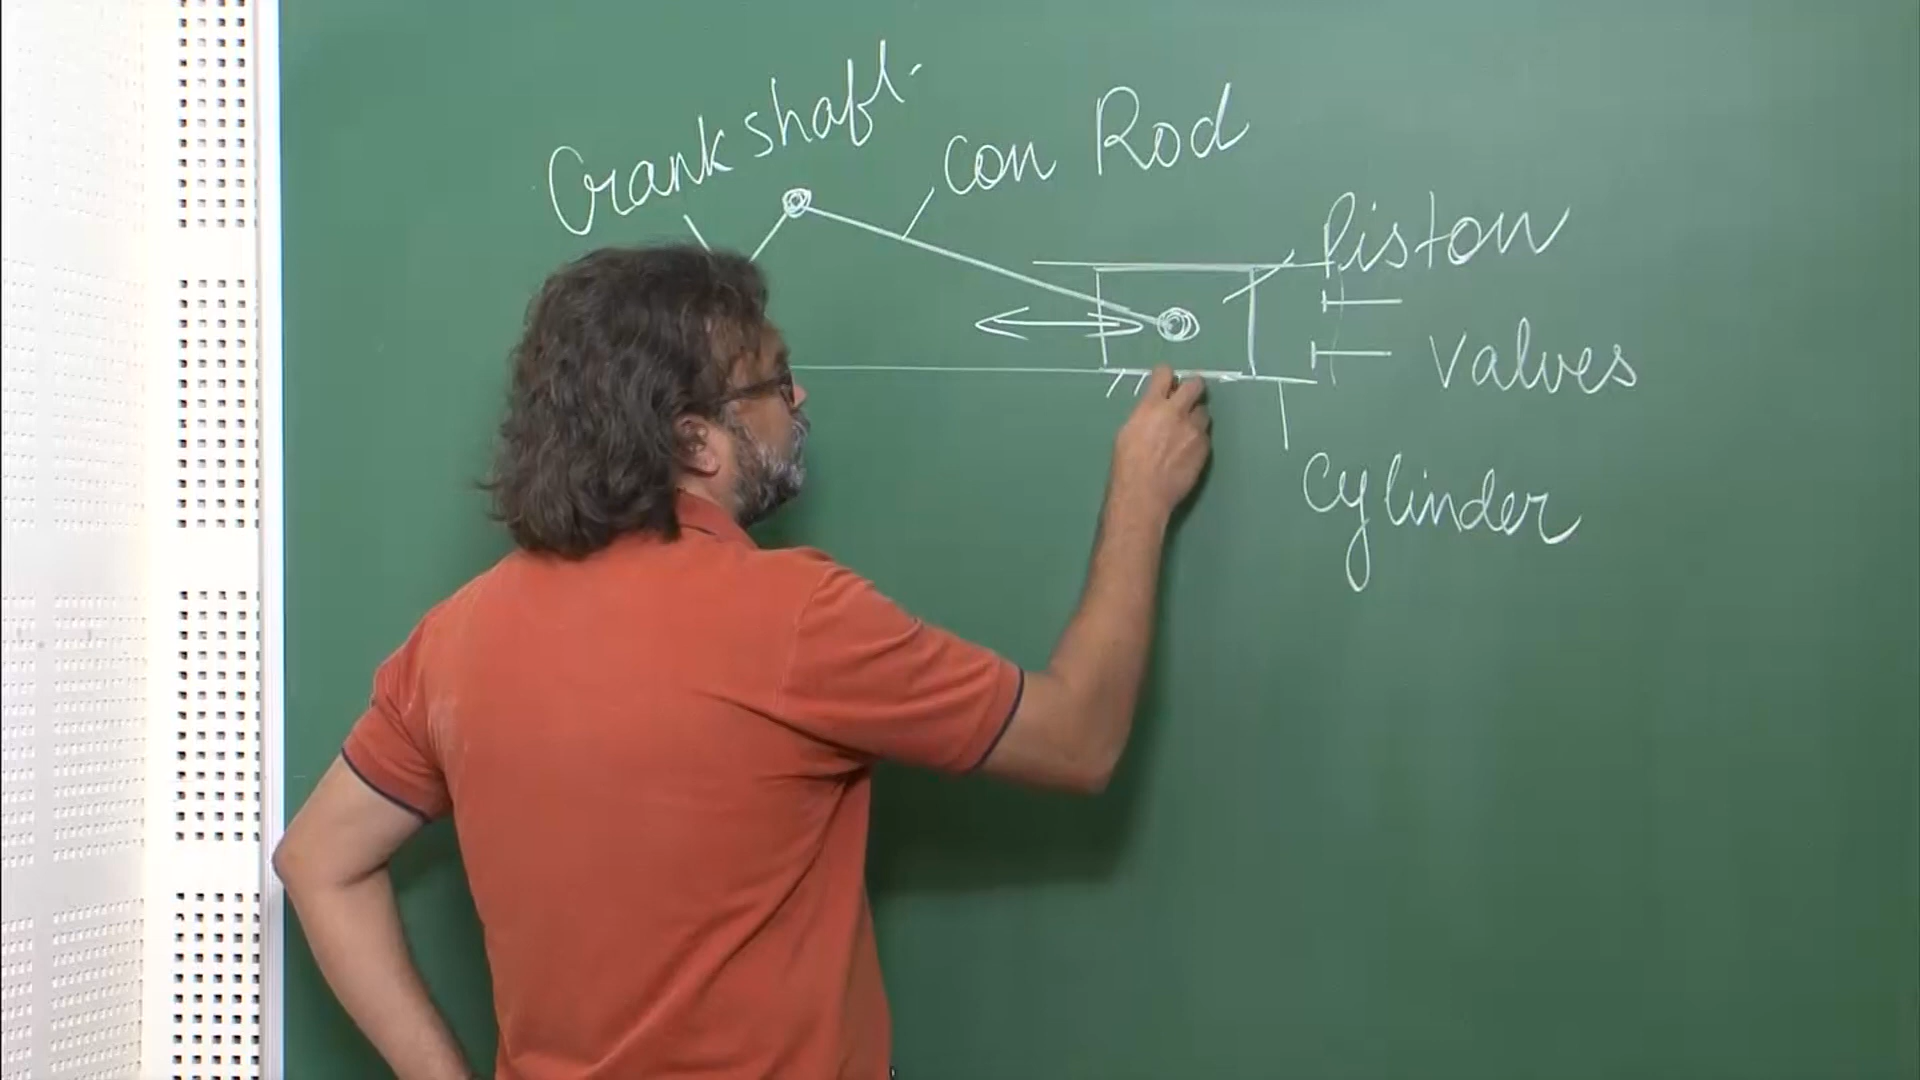 Crankshaft
Con Rod
Piston
Valves
Cylinder